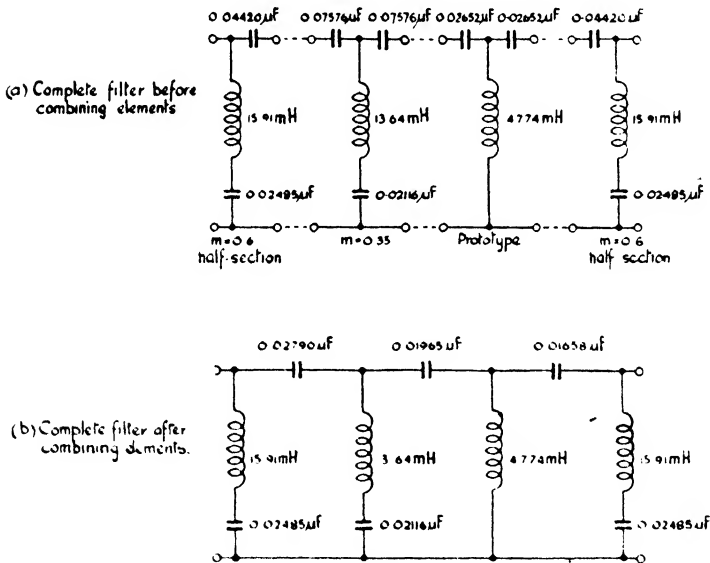 0.04420µF 0.07576µF 0.07576µF 0.02652µF 0.02652µF 0.04420µF
(a) Complete filter before
combining elements
15.91mH 13.64mH 4.774mH 15.91mH
0.02485µF 0.02116µF 0.02485µF
m=0.6 m=0.35 Prototype m=0.6
half-section half section
0.02790µF 0.01965µF 0.01658µF
(b) Complete filter after
combining elements.
15.91mH 3.64mH 4.774mH 15.91mH
0.02485µF 0.02116µF 0.02485µF